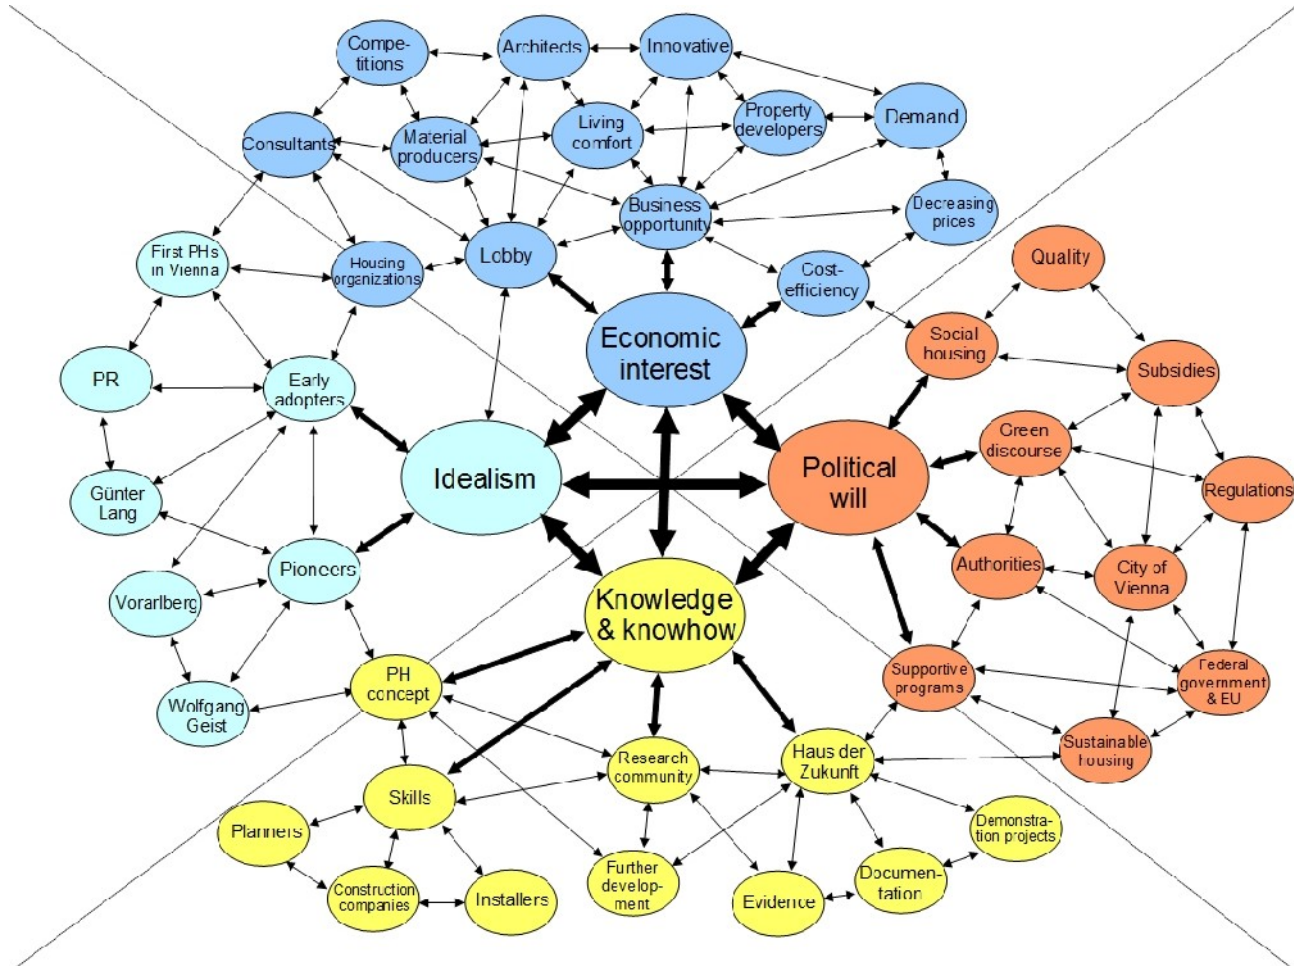 Compe-
titions
Architects
Innovative
Consultants
Material
producers
Living
comfort
Property
developers
Demand
Business
opportunity
Decreasing
prices
First PHs
in Vienna
Housing
organizations
Lobby
Cost-
efficiency
Quality
Economic
interest
Social
housing
PR
Early
adopters
Subsidies
Idealism
Political
will
Green
discourse
Günter
Lang
Regulations
Pioneers
Authorities
City of
Vienna
Vorarlberg
Knowledge
& knowhow
PH
concept
Supportive
programs
Federal
government
& EU
Wolfgang
Geist
Sustainable
housing
Research
community
Haus der
Zukunft
Skills
Planners
Demonstra-
tion projects
Construction
companies
Installers
Further
develop-
ment
Evidence
Documen-
tation